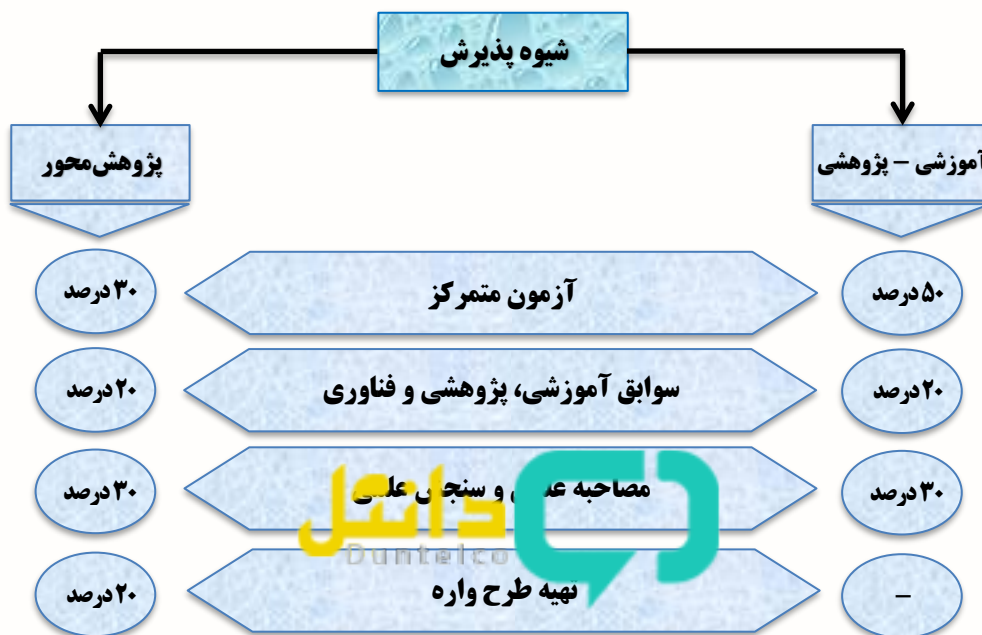 شیوه پذیرش
آموزشی – پژوهشی
پژوهش‌محور
۵۰ درصد
آزمون متمرکز
۳۰ درصد
۲۰ درصد
سوابق آموزشی، پژوهشی و فناوری
۲۰ درصد
۳۰ درصد
مصاحبه و
۳۰ درصد
–
تهیه طرح واره
۲۰ درصد
دانتل
Duntelco